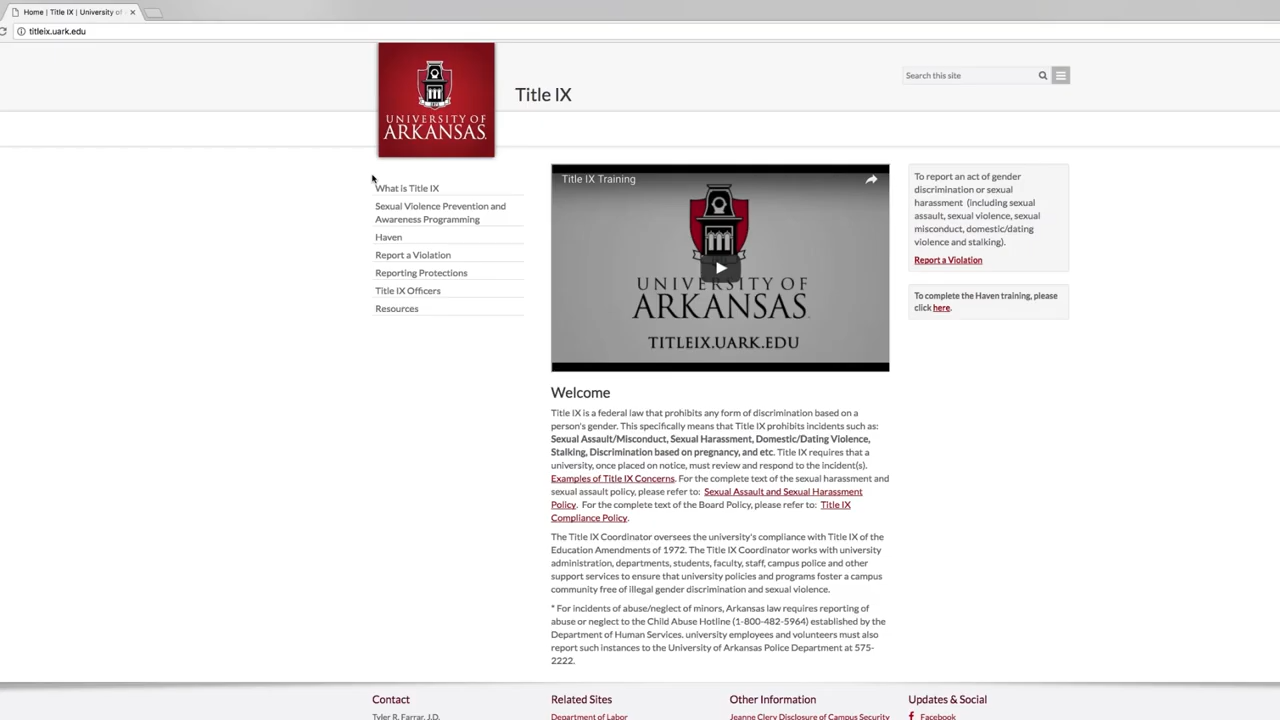 Home | Title IX | University of
titleix.uark.edu
UNIVERSITY OF
ARKANSAS
Title IX
Search this site
What is Title IX
Sexual Violence Prevention and
Awareness Programming
Haven
Report a Violation
Reporting Protections
Title IX Officers
Resources
Title IX Training
UNIVERSITY OF
ARKANSAS
TITLEIX.UARK.EDU
Welcome
Title IX is a federal law that prohibits any form of discrimination based on a
person's gender. This specifically means that Title IX prohibits incidents such as:
Sexual Assault/Misconduct, Sexual Harassment, Domestic/Dating Violence,
Stalking, Discrimination based on pregnancy, and etc. Title IX requires that a
university, once placed on notice, must review and respond to the incident(s).
Examples of Title IX Concerns. For the complete text of the sexual harassment and
sexual assault policy, please refer to: Sexual Assault and Sexual Harassment
Policy. For the complete text of the Board Policy, please refer to: Title IX
Compliance Policy.
The Title IX Coordinator oversees the university's compliance with Title IX of the
Education Amendments of 1972. The Title IX Coordinator works with university
administration, departments, students, faculty, staff, campus police and other
support services to ensure that university policies and programs foster a campus
community free of illegal gender discrimination and sexual violence.
* For incidents of abuse/neglect of minors, Arkansas law requires reporting of
abuse or neglect to the Child Abuse Hotline (1-800-482-5964) established by the
Department of Human Services. university employees and volunteers must also
report such instances to the University of Arkansas Police Department at 575-
2222.
To report an act of gender
discrimination or sexual
harassment (including sexual
assault, sexual violence, sexual
misconduct, domestic/dating
violence and stalking).
Report a Violation
To complete the Haven training, please
click here.
Contact
Tyler R. Farrar, J.D.
Related Sites
Department of Labor
Other Information
Jeanne Clery Disclosure of Campus Security
Updates & Social
Facebook